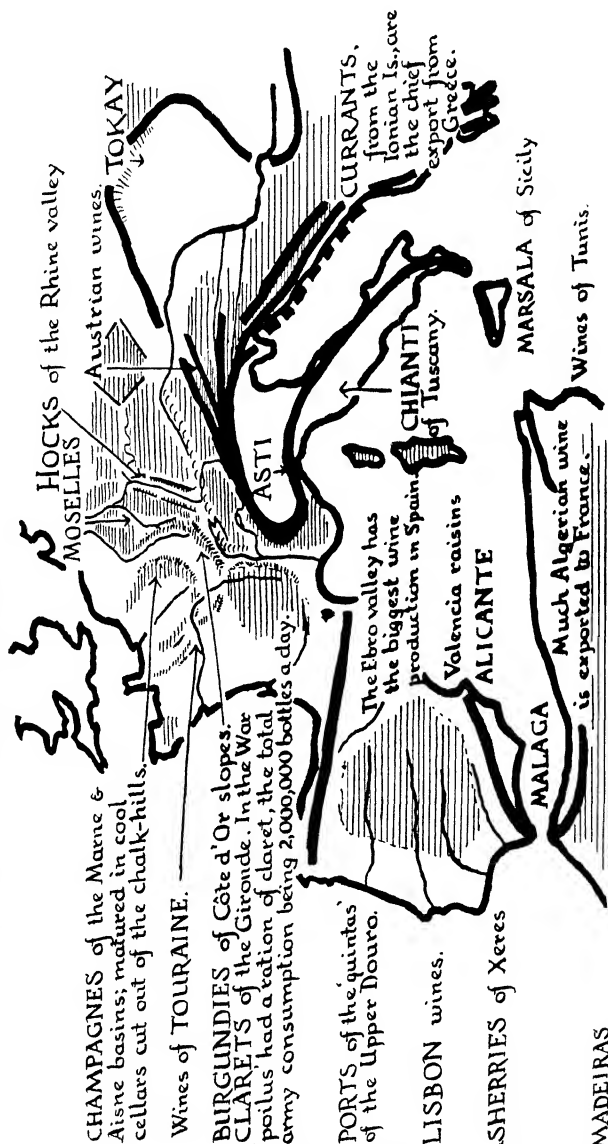 CHAMPAGNES of the Marne &
Aisne basins; matured in cool
cellars cut out of the chalk-hills.
Wines of TOURAINE.
BURGUNDIES of Côte d'Or slopes.
CLARETS of the Gironde. In the War
'poilus' had a ration of claret, the total
army consumption being 2,000,000 bottles a day.
PORTS of the 'quintas'
of the Upper Douro.
LISBON wines.
SHERRIES of Xeres
MADEIRAS
MOSELLES
HOCKS of the Rhine valley
Austrian wines.
TOKAY
ASTI
The Ebro valley has
the biggest wine
production in Spain.
Valencia raisins
ALICANTE
MALAGA
Much Algerian wine
is exported to France.
CHIANTI
of Tuscany.
CURRANTS,
from the
Ionian Is., are
the chief
export from
Greece.
MARSALA of Sicily
Wines of Tunis.